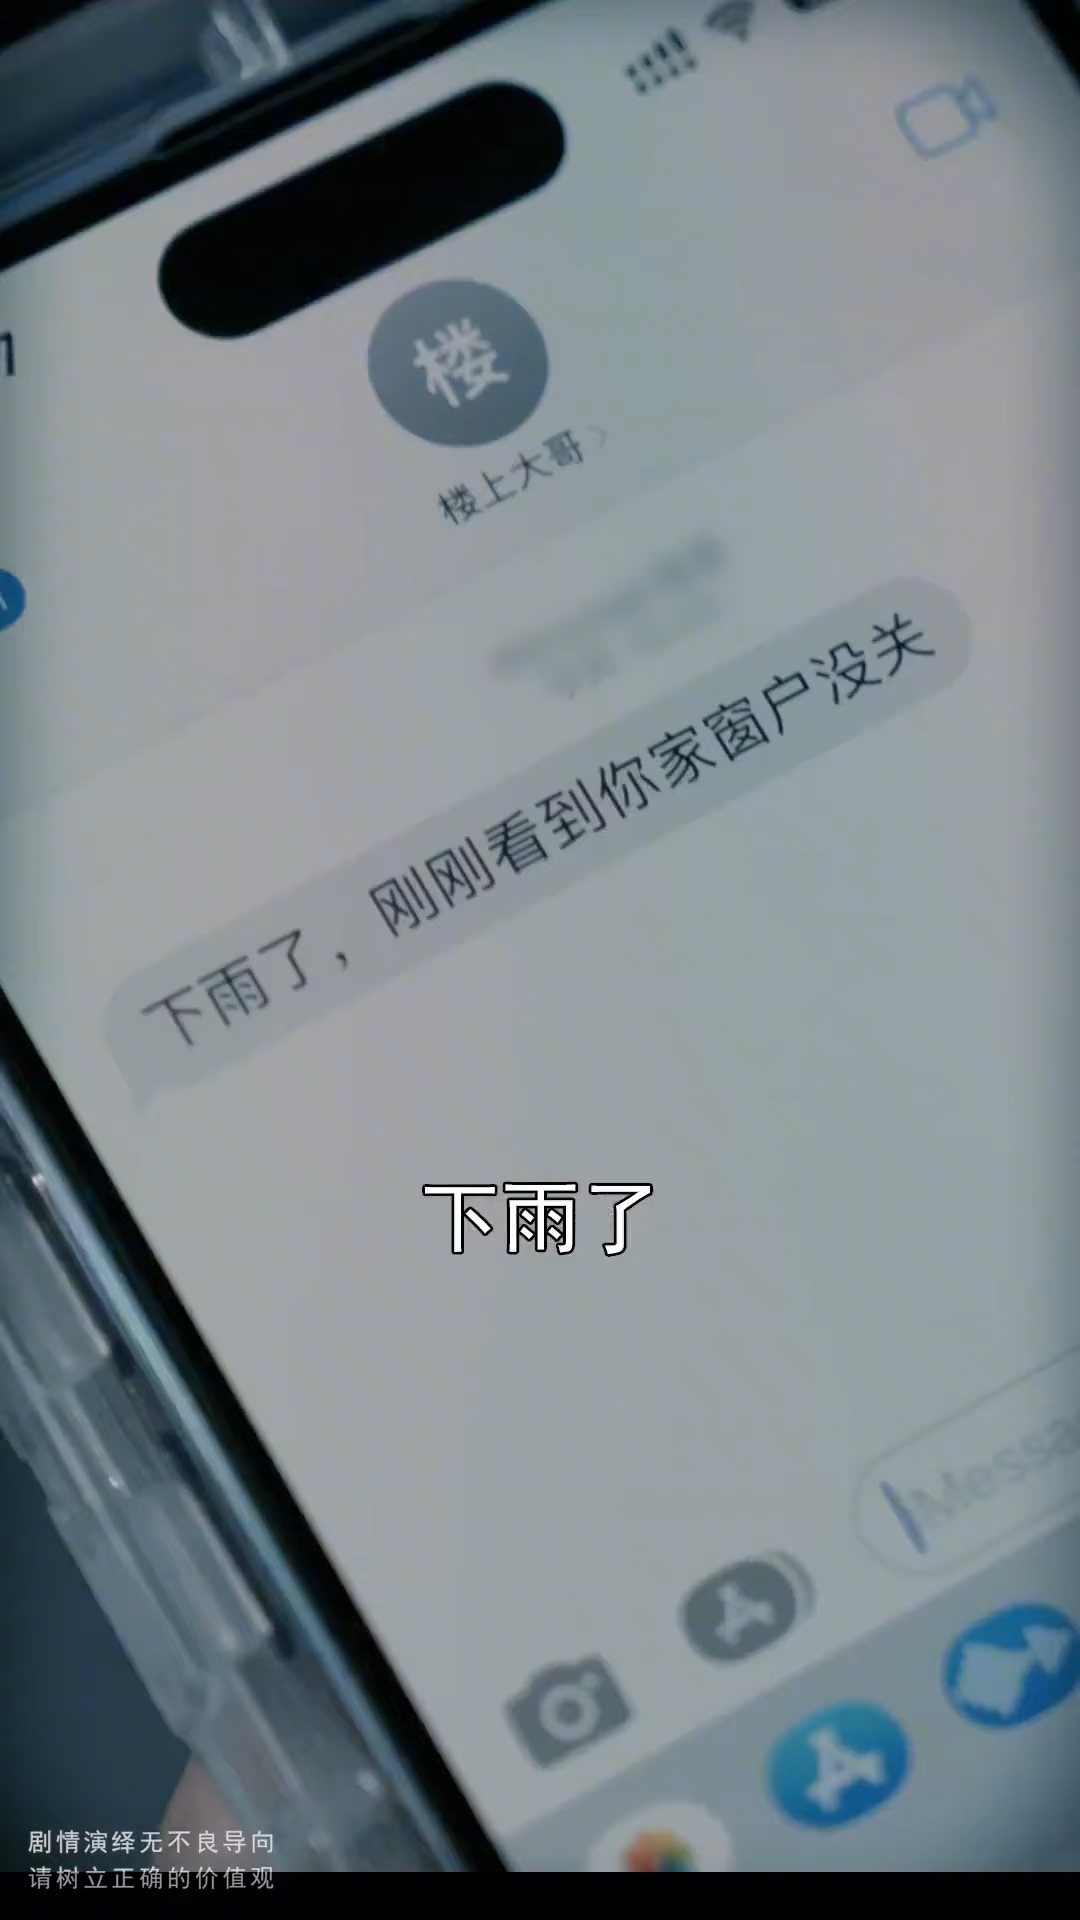 楼
楼上大哥
下雨了，刚刚看到你家窗户没关
下雨了
剧情演绎无不良导向
请树立正确的价值观